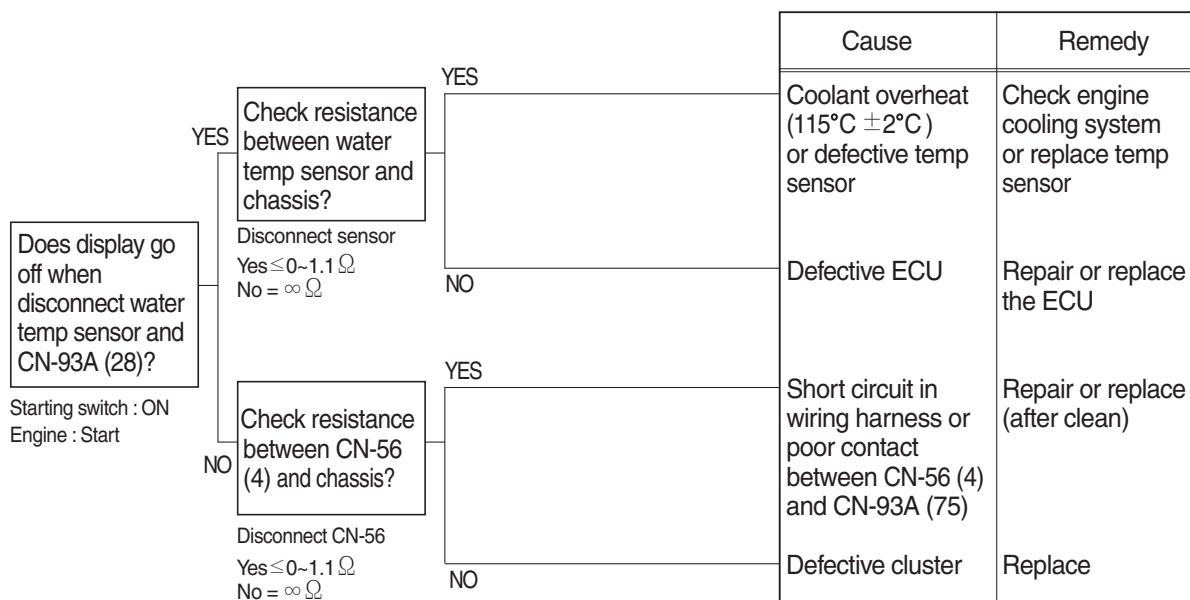 Does display go
off when
disconnect water
temp sensor and
CN-93A (28)?
Starting switch : ON
Engine : Start
YES
Check resistance
between water
temp sensor and
chassis?
Disconnect sensor
Yes≤0~1.1 Ω
No = ∞ Ω
NO
Check resistance
between CN-56
(4) and chassis?
Disconnect CN-56
Yes≤0~1.1 Ω
No = ∞ Ω
Cause
Remedy
YES
Coolant overheat
(115°C ±2°C )
or defective temp
sensor
Check engine
cooling system
or replace temp
sensor
NO
Defective ECU
Repair or replace
the ECU
YES
Short circuit in
wiring harness or
poor contact
between CN-56 (4)
and CN-93A (75)
Repair or replace
(after clean)
NO
Defective cluster
Replace